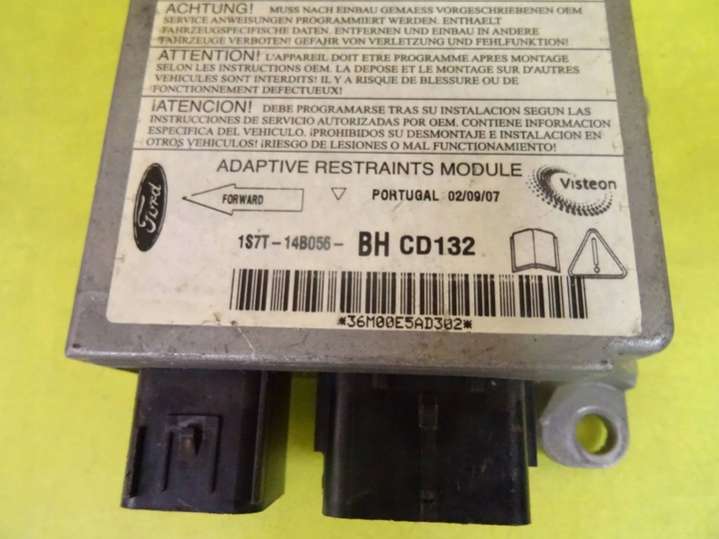 ACHTUNG! MUSS NACH EINBAU GEMAESS VORGESCHRIEBENEN OEM
SERVICE ANWEISUNGEN PROGRAMMIERT WERDEN. ENTHAELT
FAHRZEUGSPEZIFISCHE DATEN. ENTFERNEN UND EINBAU IN ANDERE
FAHRZEUGE VERBOTEN! GEFAHR VON VERLETZUNG UND FEHLFUNKTION!
ATTENTION! L'APPAREIL DOIT ETRE PROGRAMME APRES MONTAGE
SELON LES INSTRUCTIONS OEM. LA DEPOSE ET LE MONTAGE SUR D'AUTRES
VEHICULES SONT INTERDITS! IL Y A RISQUE DE BLESSURE OU DE
FONCTIONNEMENT DEFECTUEUX!
¡ATENCION! DEBE PROGRAMARSE TRAS SU INSTALACION SEGUN LAS
INSTRUCCIONES DE SERVICIO AUTORIZADAS POR OEM. CONTIENE INFORMACION
ESPECIFICA DEL VEHICULO. ¡PROHIBIDOS SU DESMONTAJE E INSTALACION EN
OTROS VEHICULOS! ¡RIESGO DE LESIONES O MAL FUNCTIONAMIENTO!
ADAPTIVE RESTRAINTS MODULE
Ford
FORWARD
PORTUGAL 02/09/07
Visteon
1S7T-14B056- BH CD132
*36M00E5AD302*